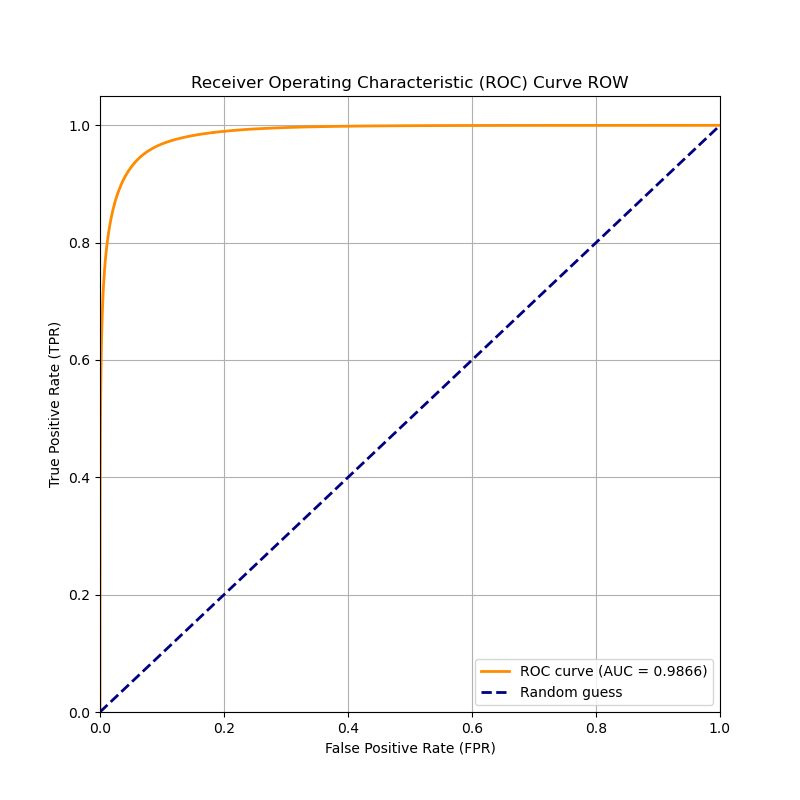 Receiver Operating Characteristic (ROC) Curve ROW
1.0
0.8
0.6
0.4
0.2
0.0
True Positive Rate (TPR)
ROC curve (AUC = 0.9866)
Random guess
0.0 0.2 0.4 0.6 0.8 1.0
False Positive Rate (FPR)